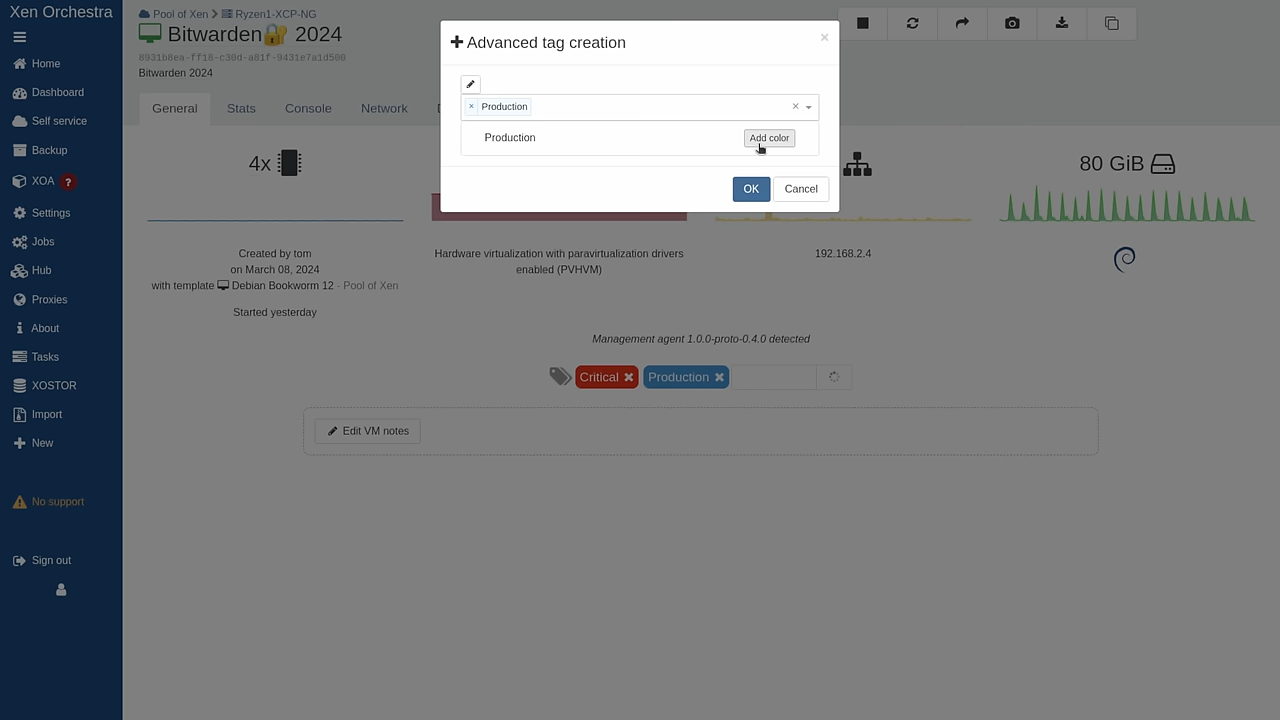 Xen Orchestra
Home
Dashboard
Self service
Backup
XOA ?
Settings
Jobs
Hub
Proxies
About
Tasks
XOSTOR
Import
New
No support
Sign out
Pool of Xen Ryzen1-XCP-NG
Bitwarden🔐 2024
8931b8ea-ff18-c30d-a81f-9431e7a1d500
Bitwarden 2024
General Stats Console Network
Advanced tag creation ×
× Production ×
Production Add color
OK Cancel
4x
80 GiB
Created by tom
on March 08, 2024
with template Debian Bookworm 12 - Pool of Xen
Started yesterday
Hardware virtualization with paravirtualization drivers
enabled (PVHVM)
192.168.2.4
Management agent 1.0.0-proto-0.4.0 detected
Critical Production
Edit VM notes